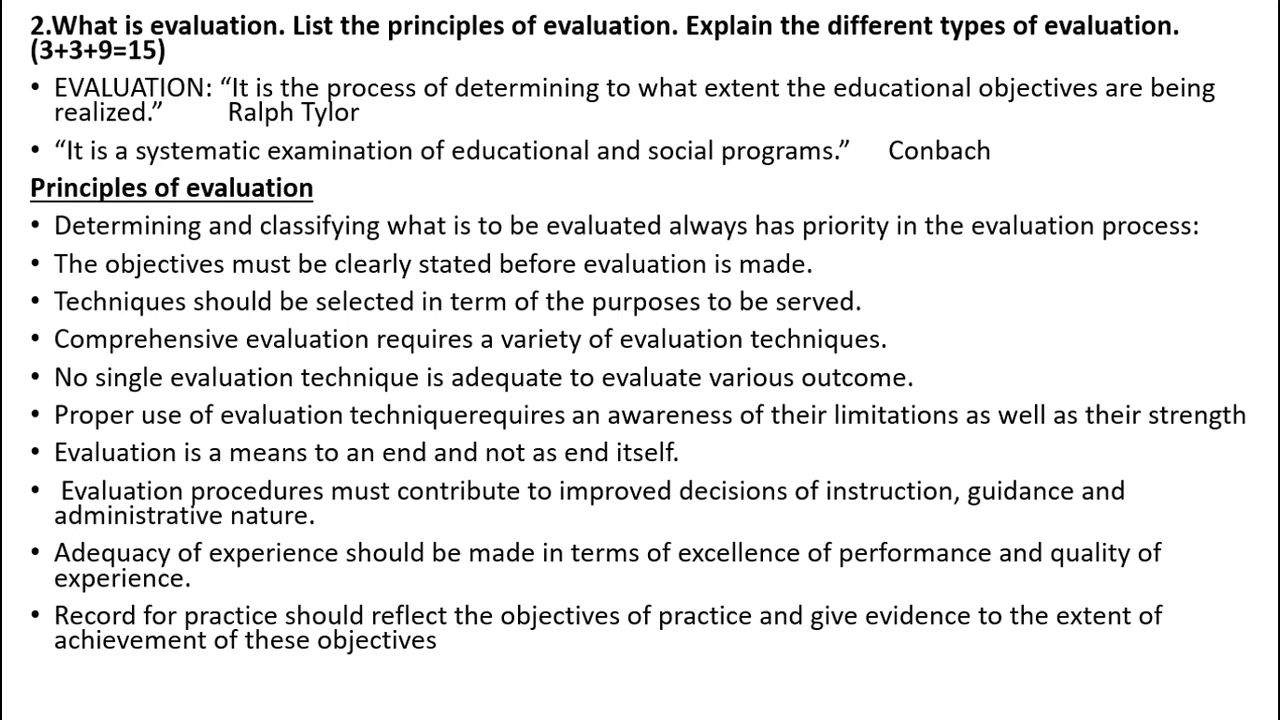 2.What is evaluation. List the principles of evaluation. Explain the different types of evaluation.
(3+3+9=15)
• EVALUATION: “It is the process of determining to what extent the educational objectives are being
realized.” Ralph Tylor
• “It is a systematic examination of educational and social programs.” Conbach
Principles of evaluation
• Determining and classifying what is to be evaluated always has priority in the evaluation process:
• The objectives must be clearly stated before evaluation is made.
• Techniques should be selected in term of the purposes to be served.
• Comprehensive evaluation requires a variety of evaluation techniques.
• No single evaluation technique is adequate to evaluate various outcome.
• Proper use of evaluation techniquerequires an awareness of their limitations as well as their strength
• Evaluation is a means to an end and not as end itself.
• Evaluation procedures must contribute to improved decisions of instruction, guidance and
administrative nature.
• Adequacy of experience should be made in terms of excellence of performance and quality of
experience.
• Record for practice should reflect the objectives of practice and give evidence to the extent of
achievement of these objectives